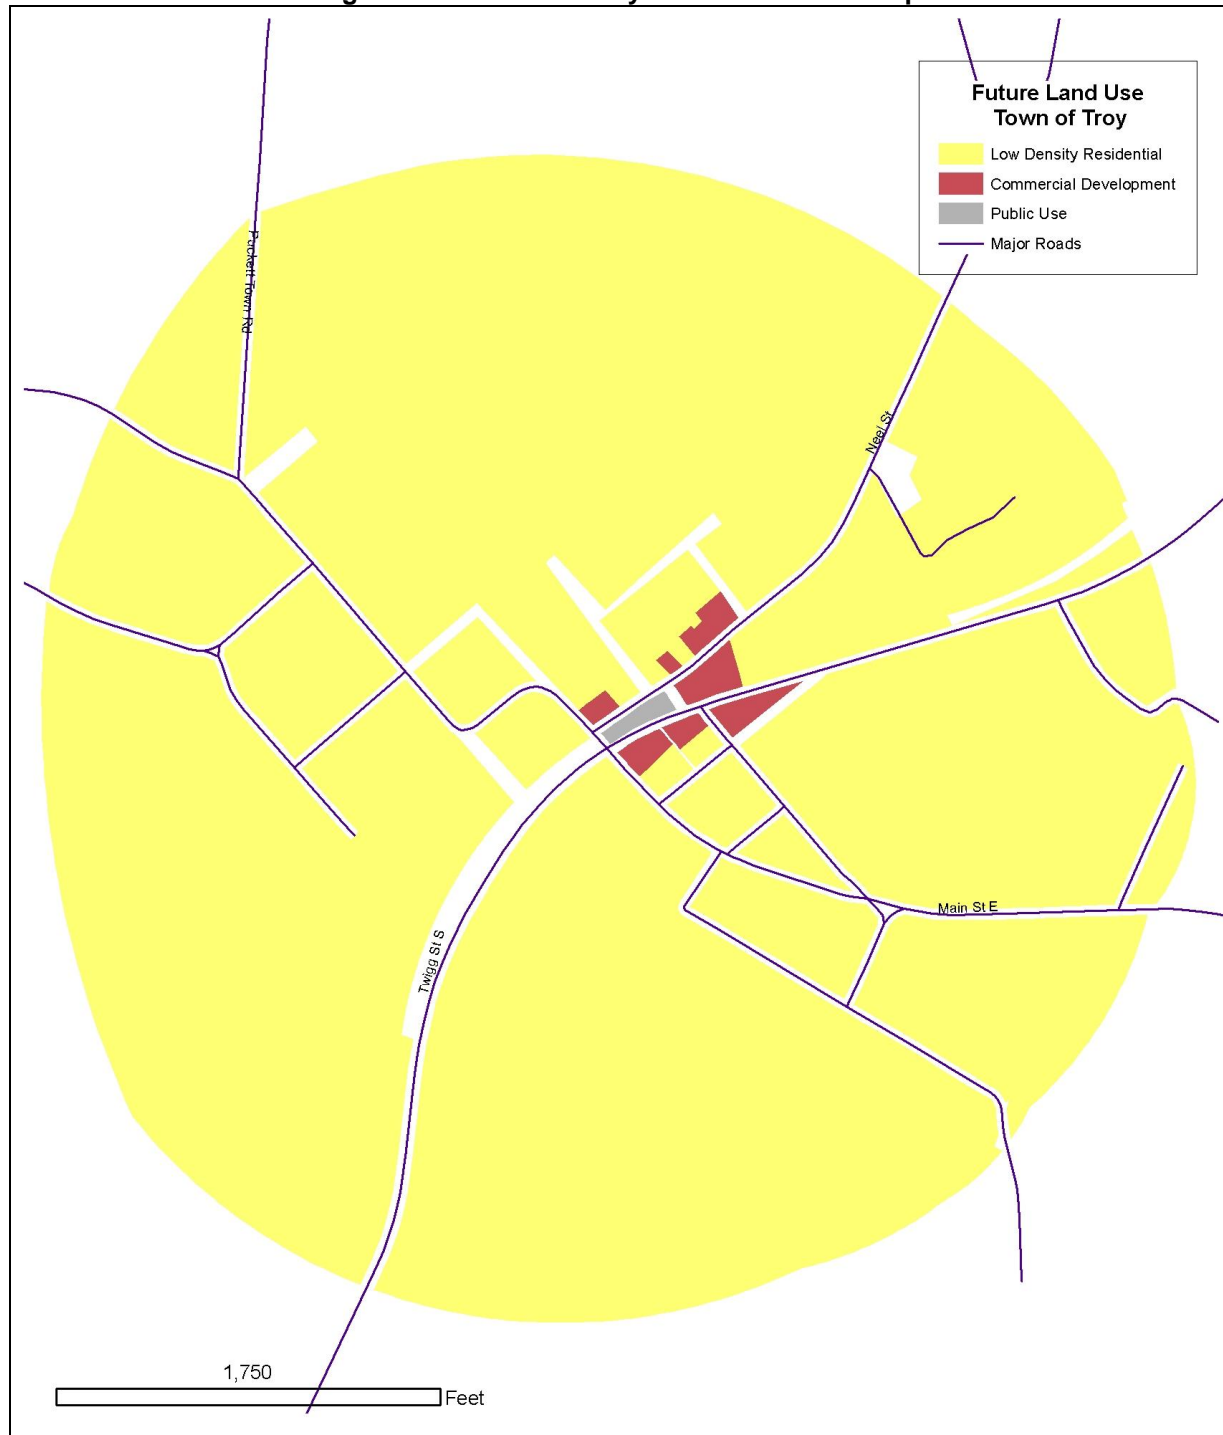 Future Land Use
Town of Troy
Low Density Residential
Commercial Development
Public Use
Major Roads
Puckett Town Rd
Neel St
Main St E
Twigg St S
1,750
Feet